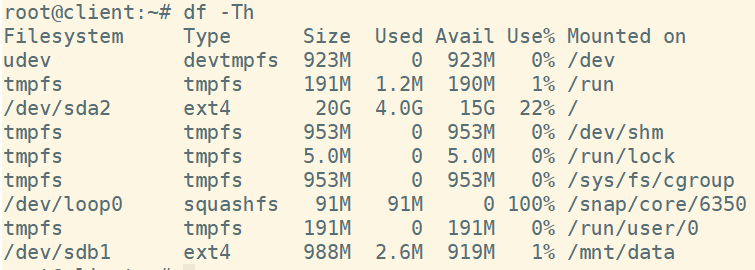 root@client:~# df -Th
Filesystem     Type      Size  Used Avail Use% Mounted on
udev           devtmpfs  923M     0  923M   0% /dev
tmpfs          tmpfs     191M  1.2M  190M   1% /run
/dev/sda2      ext4       20G  4.0G   15G  22% /
tmpfs          tmpfs     953M     0  953M   0% /dev/shm
tmpfs          tmpfs     5.0M     0  5.0M   0% /run/lock
tmpfs          tmpfs     953M     0  953M   0% /sys/fs/cgroup
/dev/loop0     squashfs   91M   91M     0 100% /snap/core/6350
tmpfs          tmpfs     191M     0  191M   0% /run/user/0
/dev/sdb1      ext4      988M  2.6M  919M   1% /mnt/data